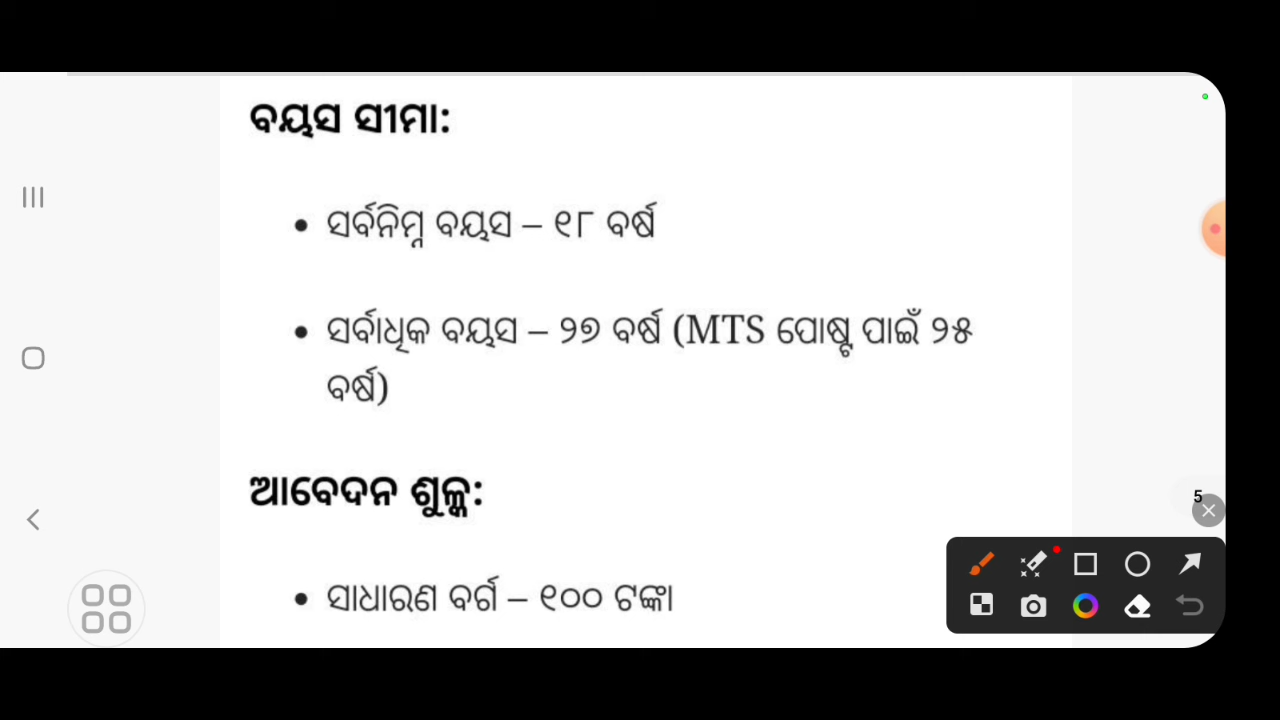 ବୟସ ସୀମା:
ସର୍ବନିମ୍ନ ବୟସ – ୧୮ ବର୍ଷ
ସର୍ବାଧିକ ବୟସ – ୨୭ ବର୍ଷ (MTS ପୋଷ୍ଟ ପାଇଁ ୨୫
ବର୍ଷ)
ଆବେଦନ ଶୁଳ୍କ:
ସାଧାରଣ ବର୍ଗ – ୧୦୦ ଟଙ୍କା
5